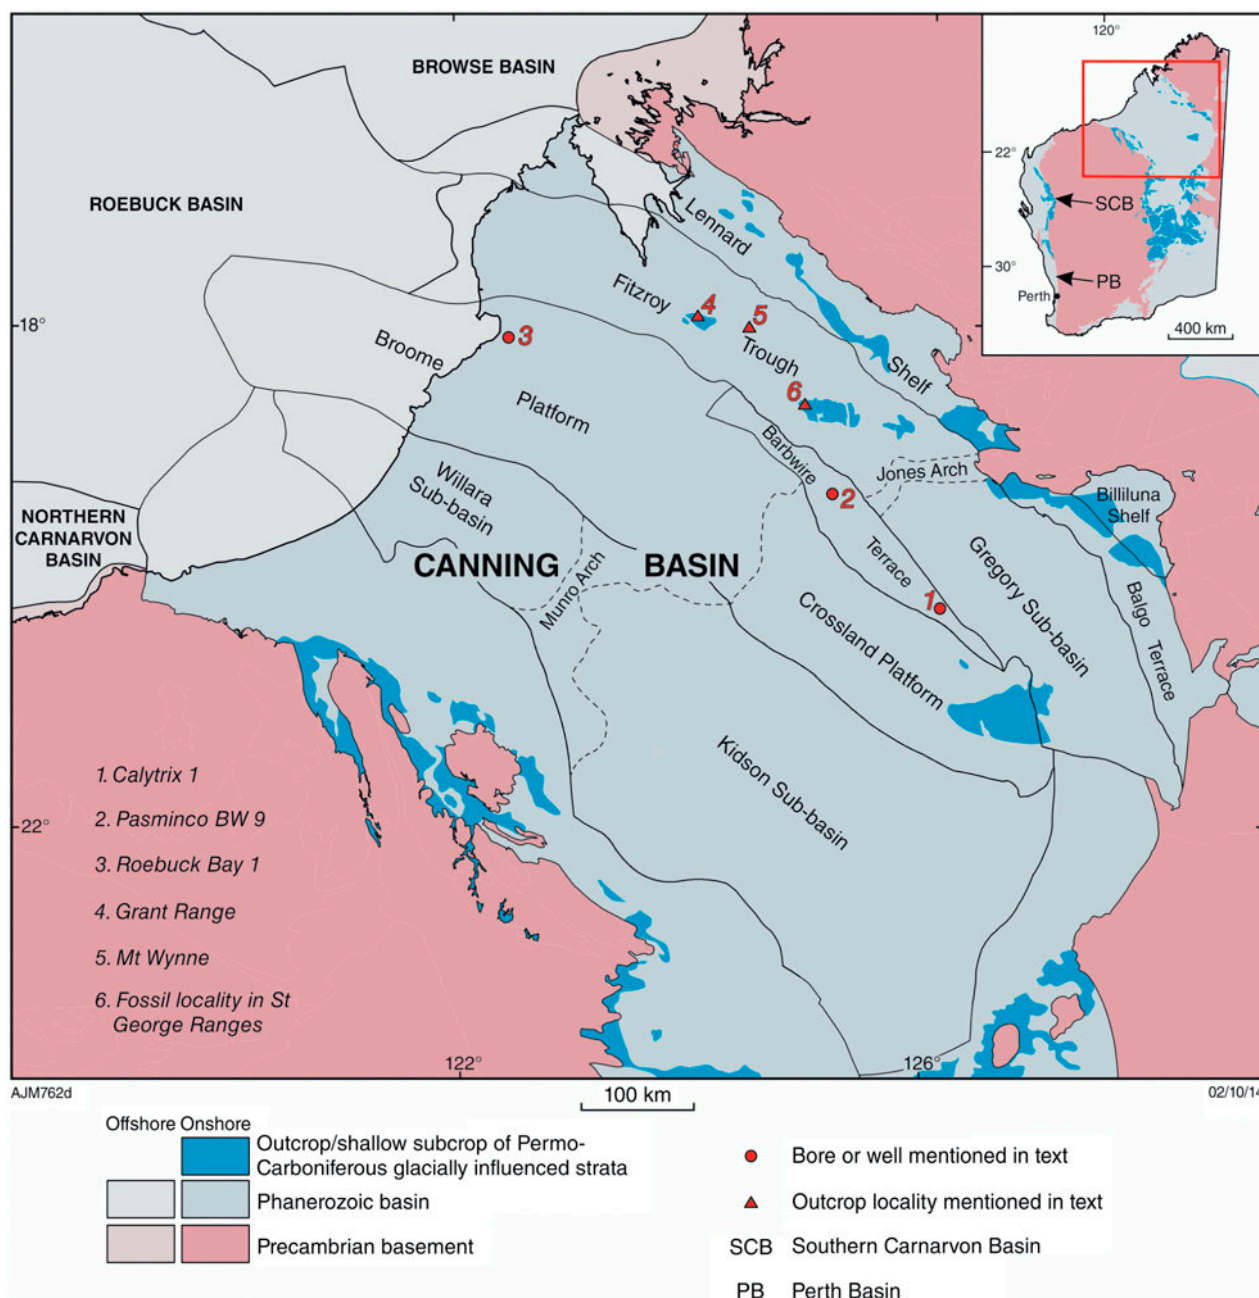 BROWSE BASIN
120°
22°
SCB
30°
PB
Perth
400 km
ROEBUCK BASIN
Lennard
Fitzroy
4
5
18°
3
Trough
Broome
Shelf
6
Platform
Barbwire
Jones Arch
Willara
Sub-basin
2
Billiluna
Shelf
NORTHERN
CARNARVON
BASIN
CANNING
BASIN
Terrace
Gregory Sub-basin
Munro Arch
1
Balgo
Terrace
Crossland Platform
Kidson Sub-basin
1. Calytrix 1
2. Pasminco BW 9
22°
3. Roebuck Bay 1
4. Grant Range
5. Mt Wynne
6. Fossil locality in St
George Ranges
122°
126°
AJM762d
100 km
02/10/14
Offshore Onshore
Outcrop/shallow subcrop of Permo-
Carboniferous glacially influenced strata
Phanerozoic basin
Precambrian basement
Bore or well mentioned in text
Outcrop locality mentioned in text
SCB Southern Carnarvon Basin
PB Perth Basin